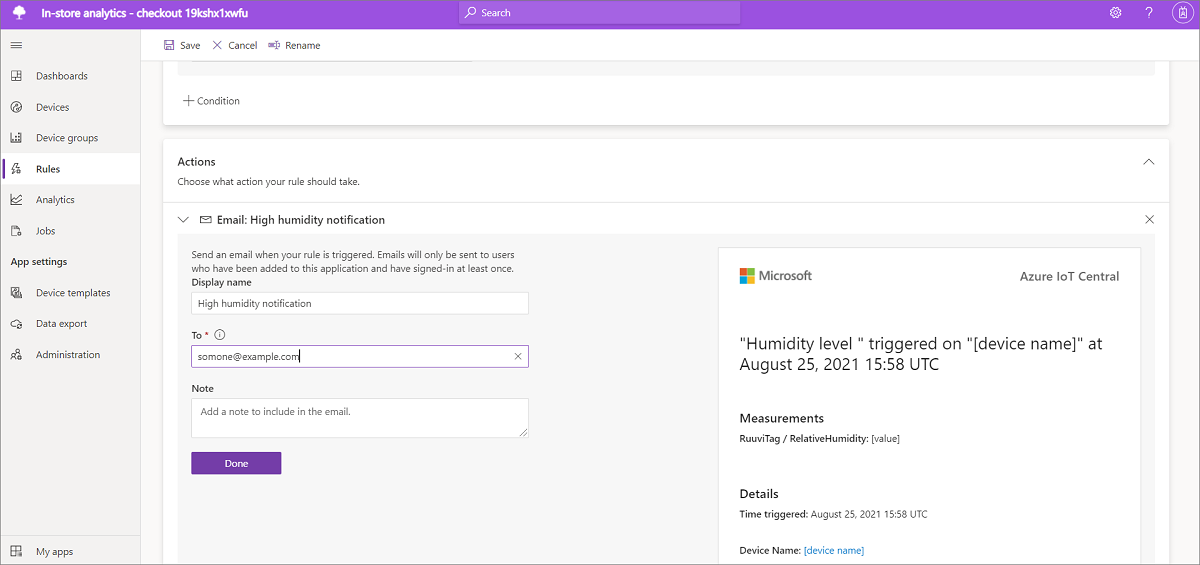 In-store analytics - checkout 19kshx1xwfu
Search
?
Save
Cancel
Rename
Dashboards
Devices
Device groups
Rules
Analytics
Jobs
App settings
Device templates
Data export
Administration
My apps
Condition
Actions
Choose what action your rule should take.
Email: High humidity notification
Send an email when your rule is triggered. Emails will only be sent to users
who have been added to this application and have signed-in at least once.
Display name
High humidity notification
To *
somone@example.com
Note
Add a note to include in the email.
Done
Microsoft
Azure IoT Central
"Humidity level " triggered on "[device name]" at
August 25, 2021 15:58 UTC
Measurements
RuuviTag / RelativeHumidity: [value]
Details
Time triggered: August 25, 2021 15:58 UTC
Device Name: [device name]